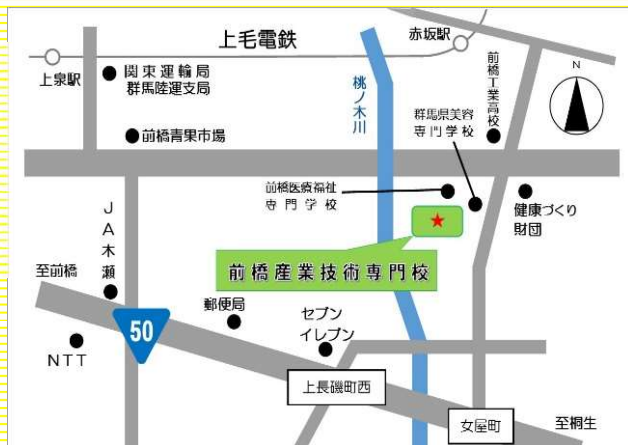 上毛電鉄
赤坂駅
上泉駅
関東運輸局
群馬陸運支局
桃ノ木川
前橋工業高校
N
群馬県美容
専門学校
前橋青果市場
前橋医療福祉
専門学校
健康づくり
財団
JA木瀬
前橋産業技術専門校
至前橋
50
郵便局
セブン
イレブン
NTT
上長磯町西
女屋町
至桐生